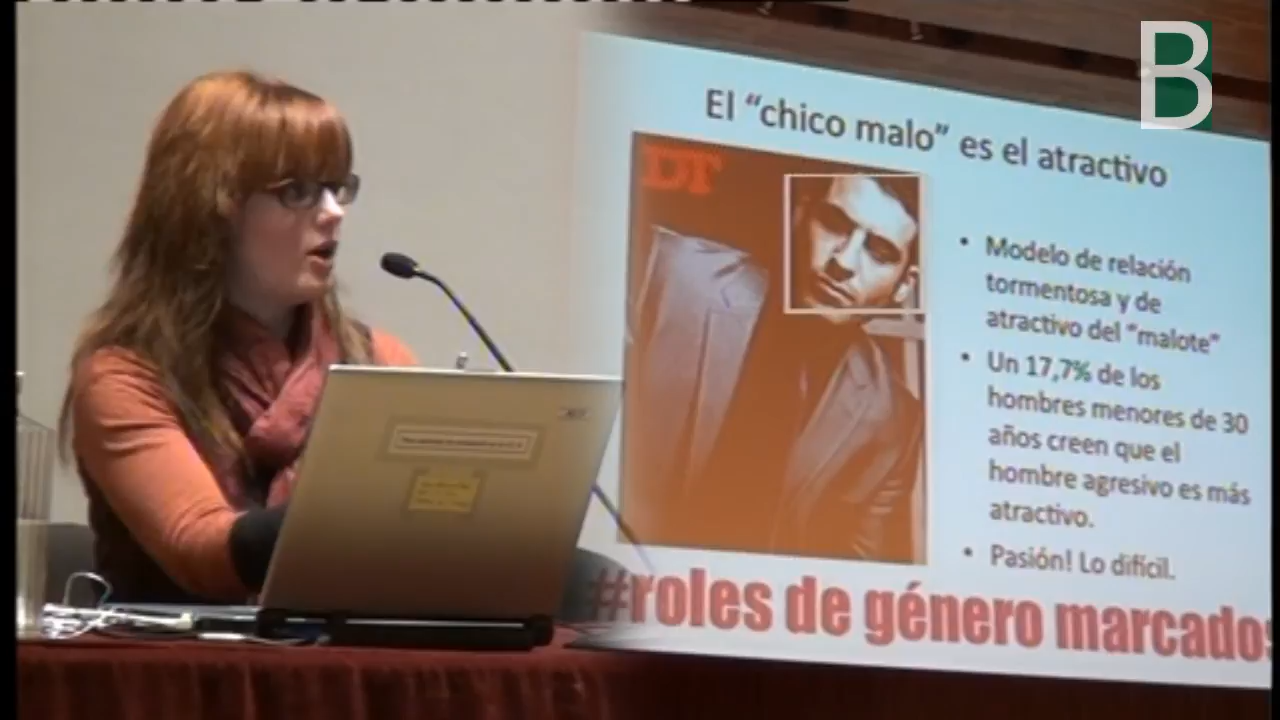 B
El “chico malo” es el atractivo
DT
• Modelo de relación
tormentosa y de
atractivo del “malote”
• Un 17,7% de los
hombres menores de 30
años creen que el
hombre agresivo es más
atractivo.
• Pasión! Lo difícil.
#roles de género marcados